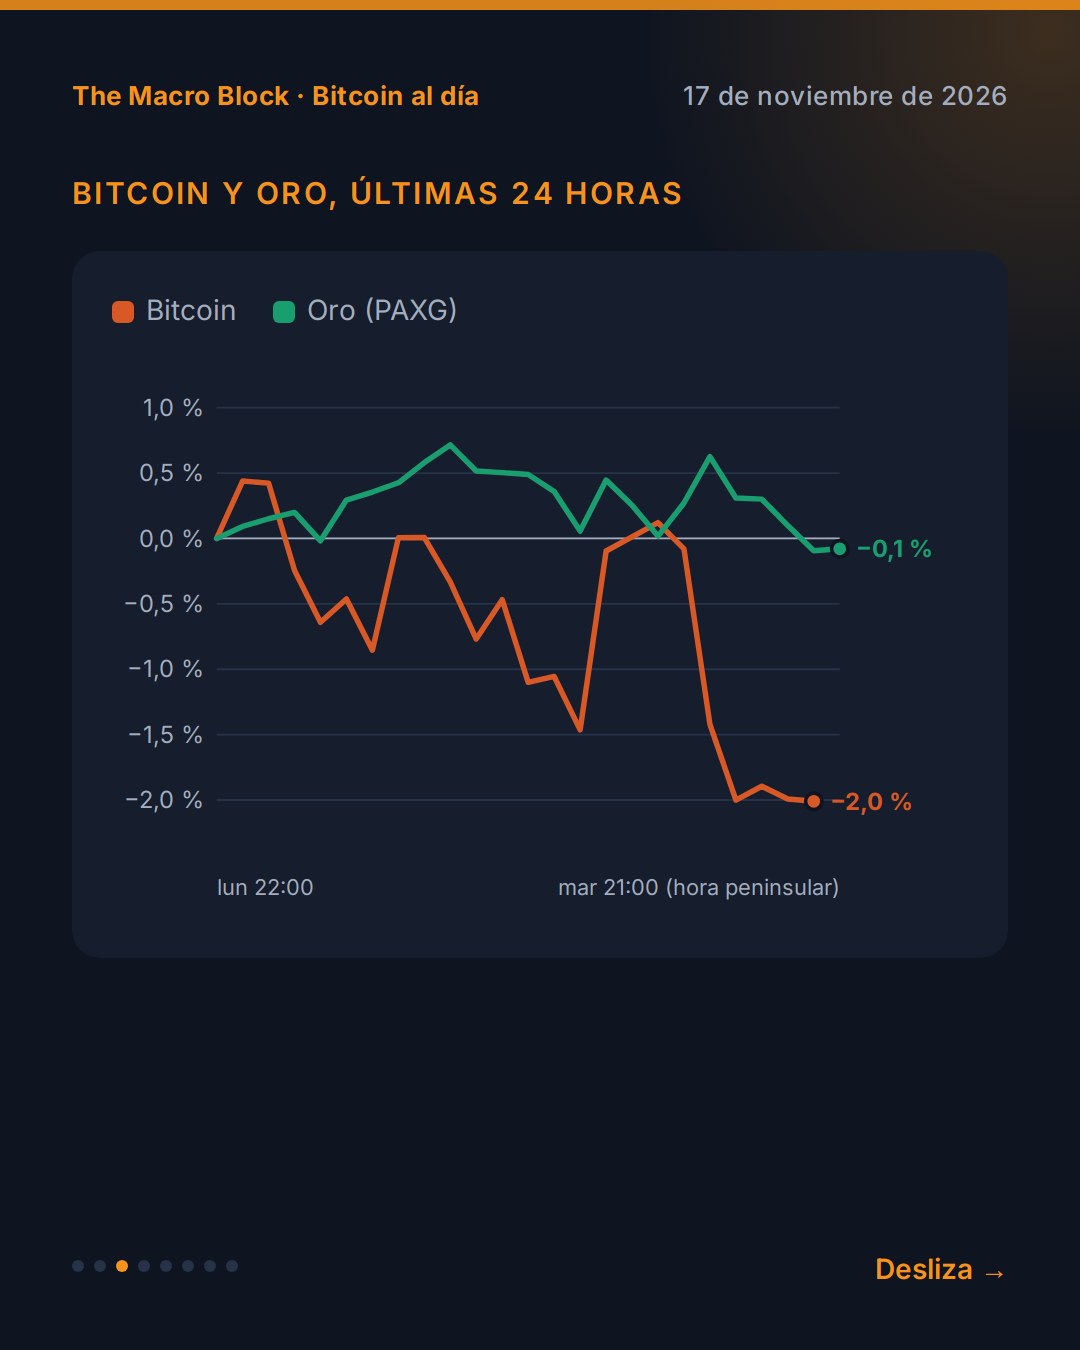 The Macro Block · Bitcoin al día
17 de noviembre de 2026
BITCOIN Y ORO, ÚLTIMAS 24 HORAS
Bitcoin
Oro (PAXG)
1,0 %
0,5 %
0,0 %
−0,5 %
−1,0 %
−1,5 %
−2,0 %
−0,1 %
−2,0 %
lun 22:00
mar 21:00 (hora peninsular)
Desliza →